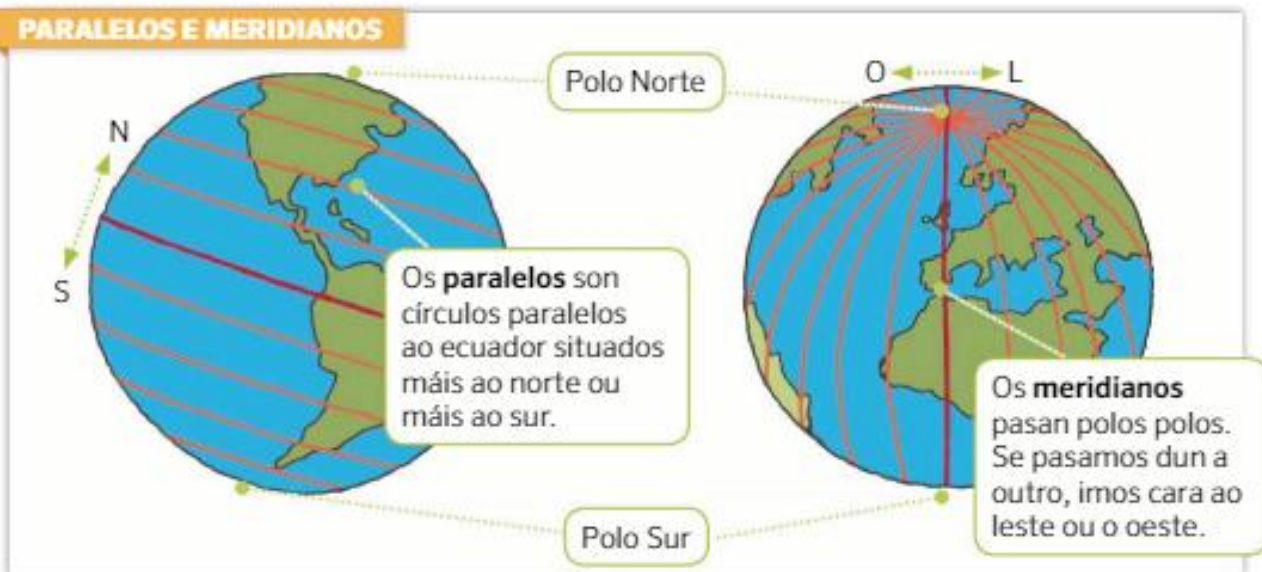 PARALELOS E MERIDIANOS
Polo Norte
O
L
N
S
Os paralelos son
círculos paralelos
ao ecuador situados
máis ao norte ou
máis ao sur.
Os meridianos
pasan polos polos.
Se pasamos dun a
outro, imos cara ao
leste ou o oeste.
Polo Sur